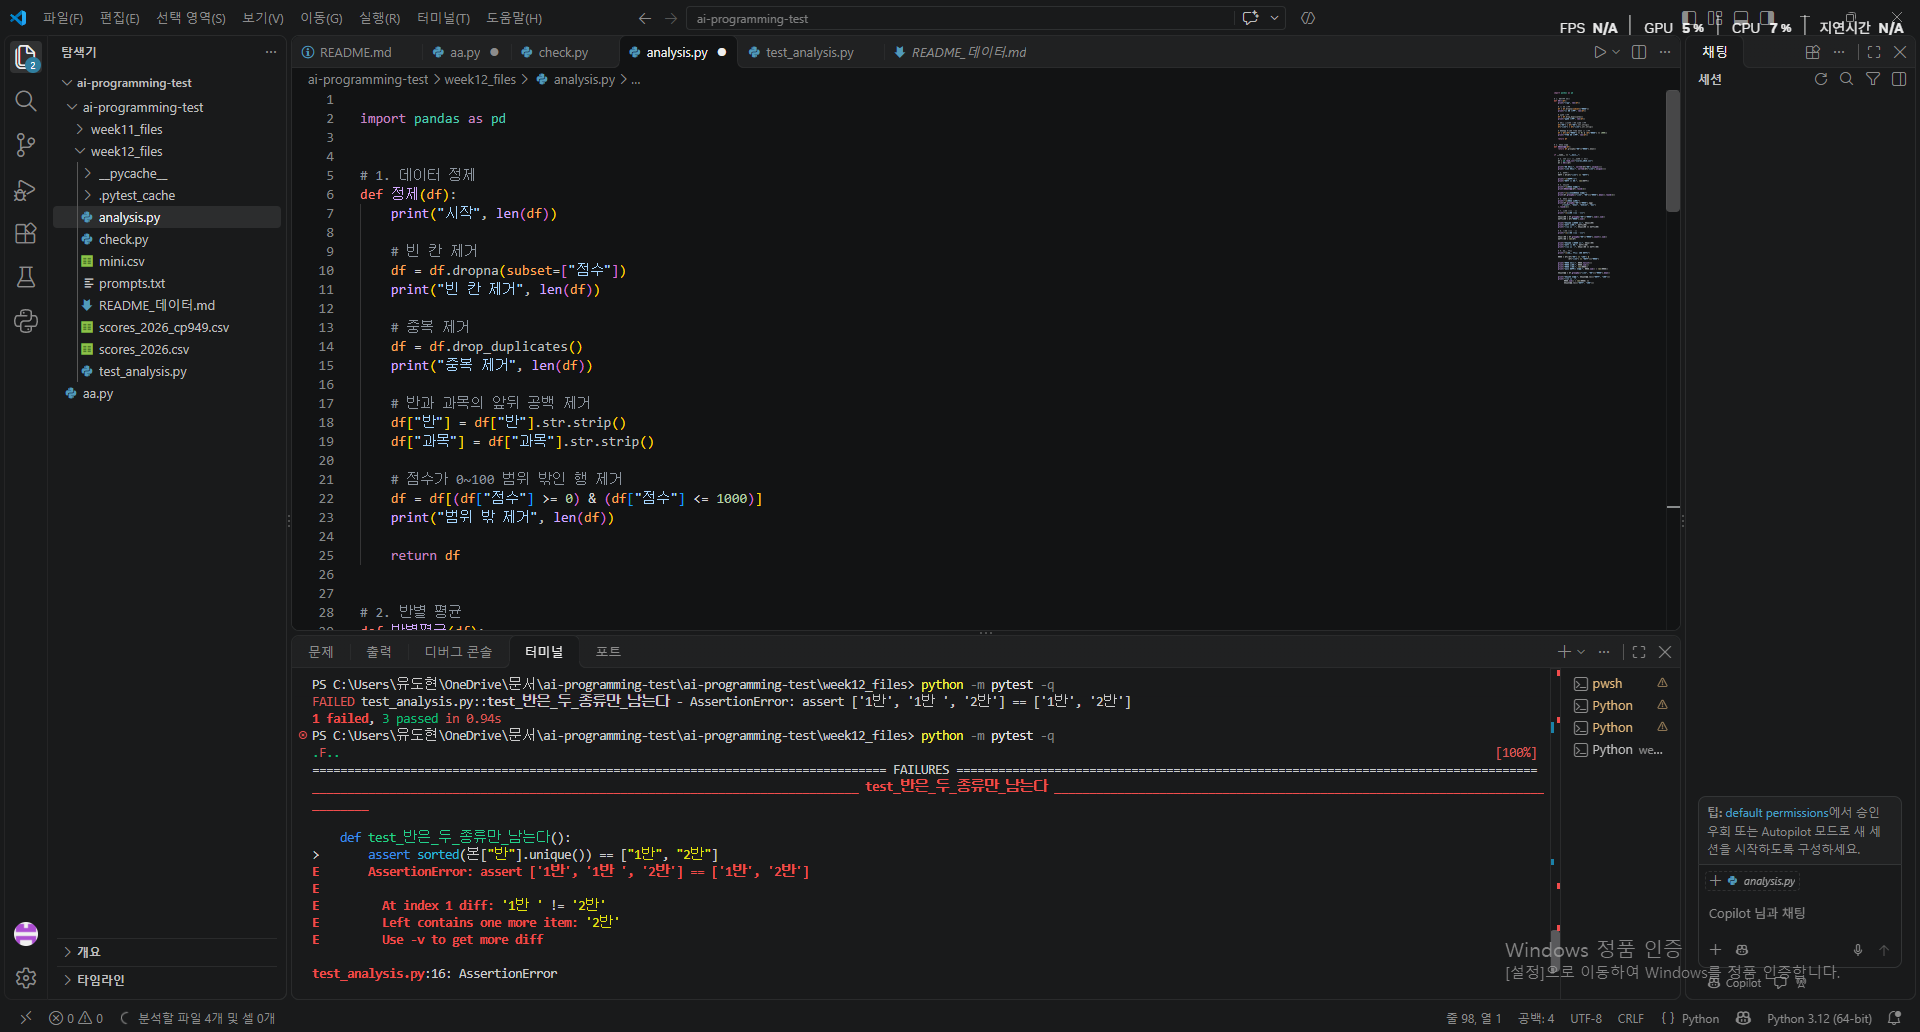 파일(F) 편집(E) 선택 영역(S) 보기(V) 이동(G) 실행(R) 터미널(T) 도움말(H)
ai-programming-test
FPS N/A GPU 5 % CPU 7 % 지연시간 N/A
탐색기
ai-programming-test
ai-programming-test
week11_files
week12_files
__pycache__
.pytest_cache
analysis.py
check.py
mini.csv
prompts.txt
README_데이터.md
scores_2026_cp949.csv
scores_2026.csv
test_analysis.py
aa.py
개요
타임라인
README.md aa.py check.py analysis.py test_analysis.py README_데이터.md
ai-programming-test > week12_files > analysis.py > ...
1
2 import pandas as pd
3
4
5 # 1. 데이터 정제
6 def 정제(df):
7 print("시작", len(df))
8
9 # 빈 칸 제거
10 df = df.dropna(subset=["점수"])
11 print("빈 칸 제거", len(df))
12
13 # 중복 제거
14 df = df.drop_duplicates()
15 print("중복 제거", len(df))
16
17 # 반과 과목의 앞뒤 공백 제거
18 df["반"] = df["반"].str.strip()
19 df["과목"] = df["과목"].str.strip()
20
21 # 점수가 0~100 범위 밖인 행 제거
22 df = df[(df["점수"] >= 0) & (df["점수"] <= 1000)]
23 print("범위 밖 제거", len(df))
24
25 return df
26
27
28 # 2. 반별 평균
29 def 반별평균(df):
문제 출력 디버그 콘솔 터미널 포트
PS C:\Users\유도현\OneDrive\문서\ai-programming-test\ai-programming-test\week12_files> python -m pytest -q
FAILED test_analysis.py::test_반은_두_종류만_남는다 - AssertionError: assert ['1반', '1반 ', '2반'] == ['1반', '2반']
1 failed, 3 passed in 0.94s
PS C:\Users\유도현\OneDrive\문서\ai-programming-test\ai-programming-test\week12_files> python -m pytest -q
.F.. [100%]
FAILURES
test_반은_두_종류만_남는다
def test_반은_두_종류만_남는다():
> assert sorted(본["반"].unique()) == ["1반", "2반"]
E AssertionError: assert ['1반', '1반 ', '2반'] == ['1반', '2반']
E
E At index 1 diff: '1반 ' != '2반'
E Left contains one more item: '2반'
E Use -v to get more diff
test_analysis.py:16: AssertionError
pwsh
Python
Python
Python we...
채팅
세션
팁: default permissions에서 승인
우회 또는 Autopilot 모드로 새 세
션을 시작하도록 구성하세요.
analysis.py
Copilot 님과 채팅
Copilot
Windows 정품 인증
[설정]으로 이동하여 Windows를 정품 인증합니다.
0 0 분석할 파일 4개 및 셀 0개
줄 98, 열 1 공백: 4 UTF-8 CRLF { } Python Python 3.12 (64-bit)